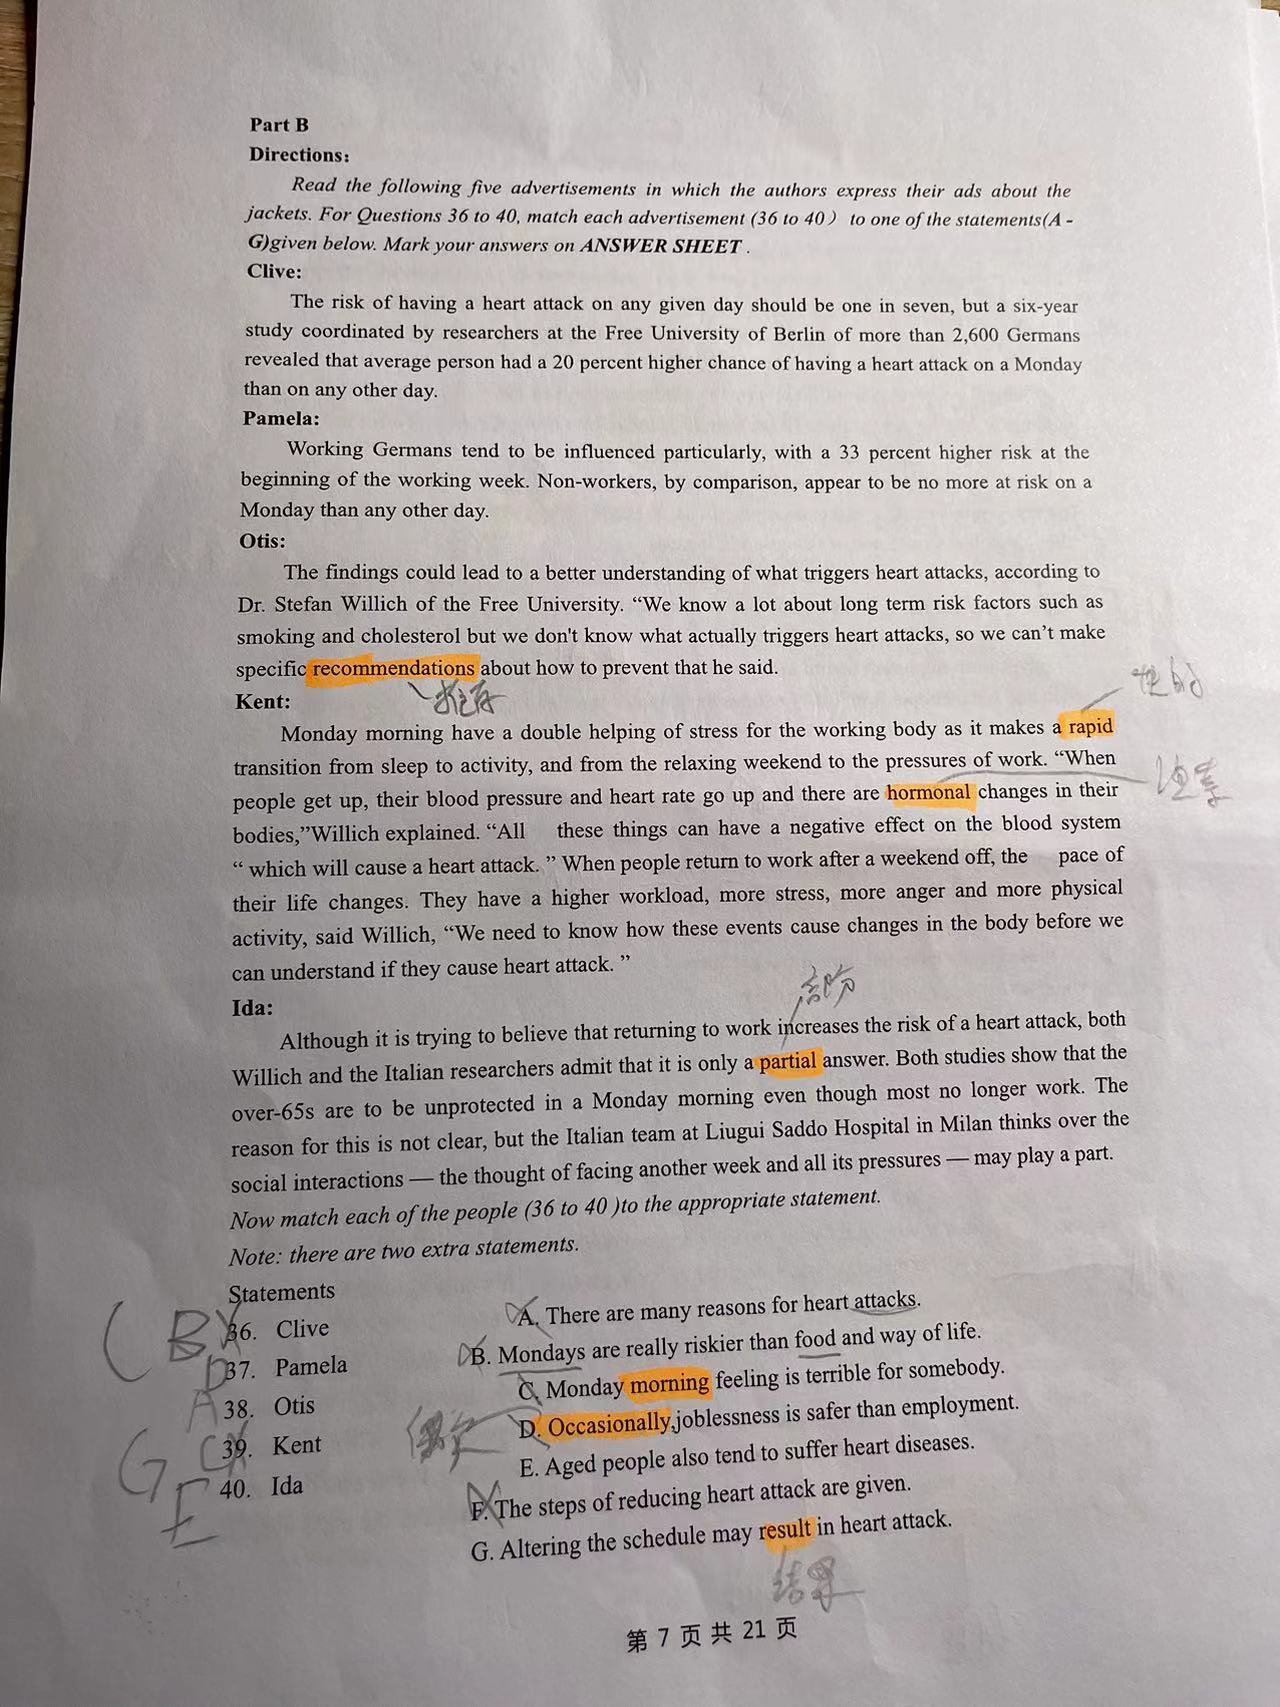 Part B
Directions:
Read the following five advertisements in which the authors express their ads about the
jackets. For Questions 36 to 40, match each advertisement (36 to 40 ) to one of the statements(A -
G)given below. Mark your answers on ANSWER SHEET .
Clive:
The risk of having a heart attack on any given day should be one in seven, but a six-year
study coordinated by researchers at the Free University of Berlin of more than 2,600 Germans
revealed that average person had a 20 percent higher chance of having a heart attack on a Monday
than on any other day.
Pamela:
Working Germans tend to be influenced particularly, with a 33 percent higher risk at the
beginning of the working week. Non-workers, by comparison, appear to be no more at risk on a
Monday than any other day.
Otis:
The findings could lead to a better understanding of what triggers heart attacks, according to
Dr. Stefan Willich of the Free University. “We know a lot about long term risk factors such as
smoking and cholesterol but we don't know what actually triggers heart attacks, so we can’t make
specific recommendations about how to prevent that he said.
Kent:
推荐
Monday morning have a double helping of stress for the working body as it makes a rapid
transition from sleep to activity, and from the relaxing weekend to the pressures of work. “When
people get up, their blood pressure and heart rate go up and there are hormonal changes in their
bodies,”Willich explained. “All these things can have a negative effect on the blood system
“ which will cause a heart attack. ” When people return to work after a weekend off, the pace of
their life changes. They have a higher workload, more stress, more anger and more physical
activity, said Willich, “We need to know how these events cause changes in the body before we
can understand if they cause heart attack. ”
Ida:
Although it is trying to believe that returning to work increases the risk of a heart attack, both
Willich and the Italian researchers admit that it is only a partial answer. Both studies show that the
over-65s are to be unprotected in a Monday morning even though most no longer work. The
reason for this is not clear, but the Italian team at Liugui Saddo Hospital in Milan thinks over the
social interactions — the thought of facing another week and all its pressures — may play a part.
Now match each of the people (36 to 40 )to the appropriate statement.
Note: there are two extra statements.
Statements
A. There are many reasons for heart attacks.
B 36. Clive
B. Mondays are really riskier than food and way of life.
D 37. Pamela
C. Monday morning feeling is terrible for somebody.
A 38. Otis
D. Occasionally,joblessness is safer than employment.
G C 39. Kent
E. Aged people also tend to suffer heart diseases.
E 40. Ida
F. The steps of reducing heart attack are given.
G. Altering the schedule may result in heart attack.
结果
第 7 页 共 21 页